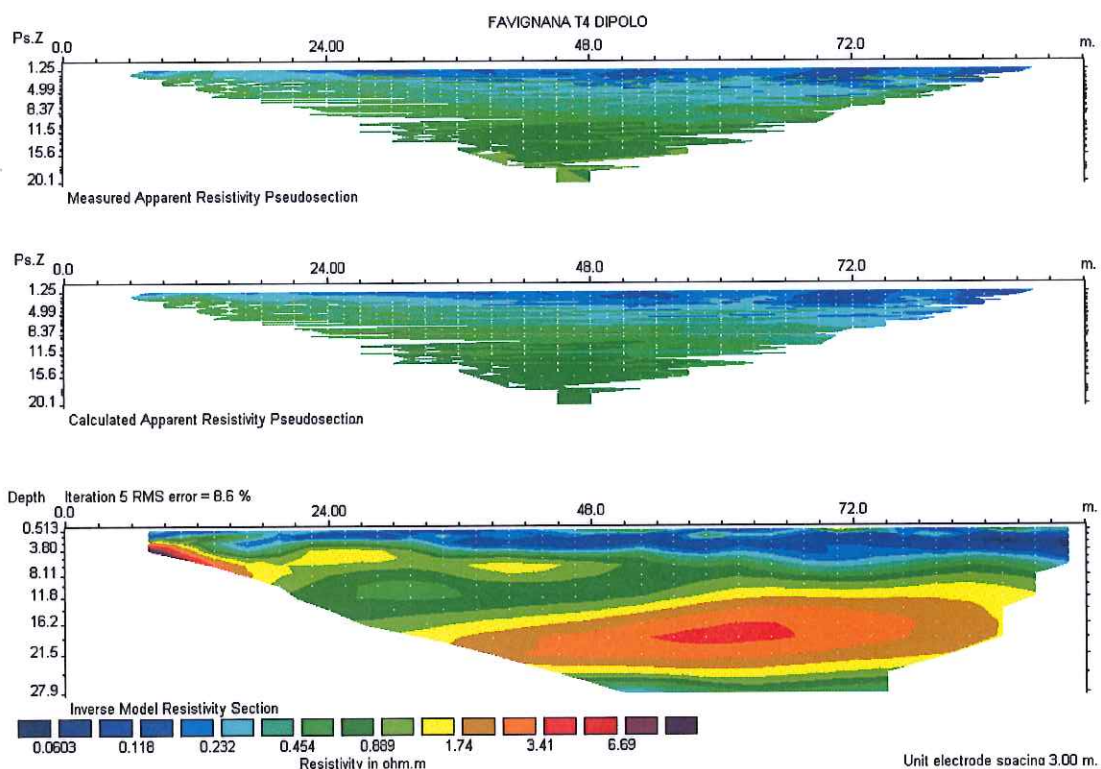 FAVIGNANA T4 DIPOLO
Ps.Z 0.0 24.00 48.0 72.0 m.
1.25
4.99
8.37
11.5
15.6
20.1
Measured Apparent Resistivity Pseudosection
Ps.Z 0.0 24.00 48.0 72.0 m.
1.25
4.99
8.37
11.5
15.6
20.1
Calculated Apparent Resistivity Pseudosection
Depth Iteration 5 RMS error = 8.6 %
0.0 24.00 48.0 72.0 m.
0.513
3.80
8.11
11.8
16.2
21.5
27.9
Inverse Model Resistivity Section
0.0603 0.118 0.232 0.454 0.889 1.74 3.41 6.69
Resistivity in ohm.m
Unit electrode spacing 3.00 m.